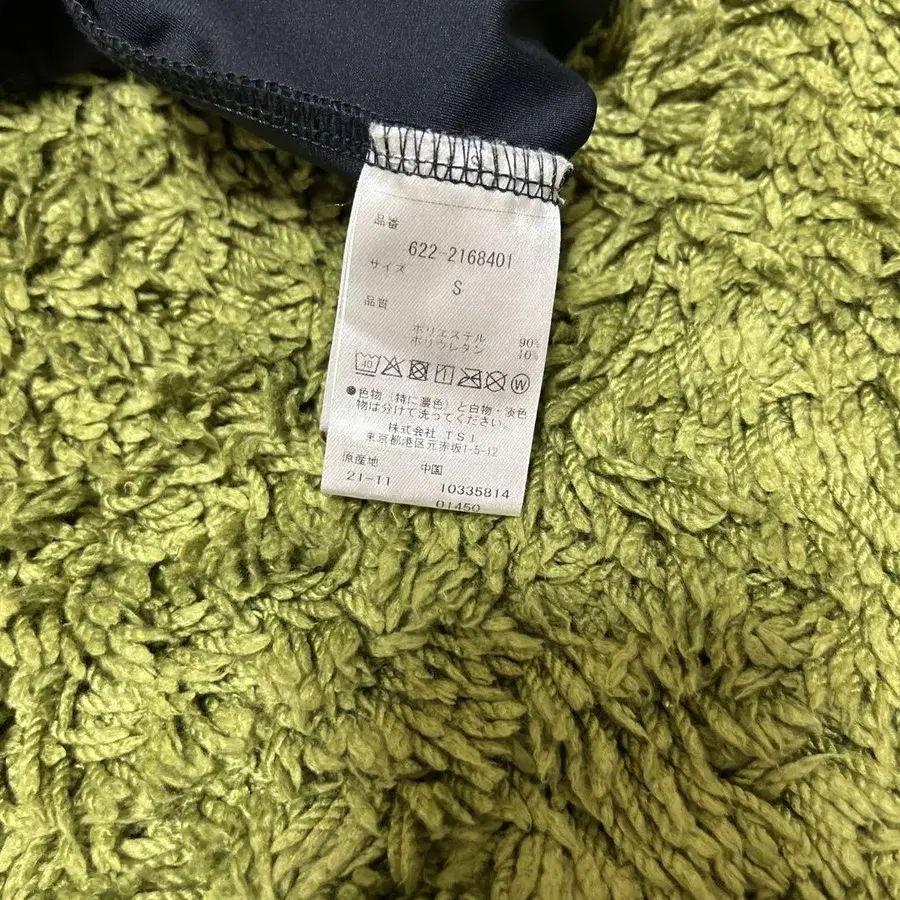 品番
622-2168401
サイズ
S
品質
ポリエステル 90%
ポリウレタン 10%
40
W
●色物（特に濃色）と白物・淡色
物は分けて洗ってください。
株式会社 TSI
東京都港区元赤坂1-5-12
原産地 中国
21-11 10335814
01450